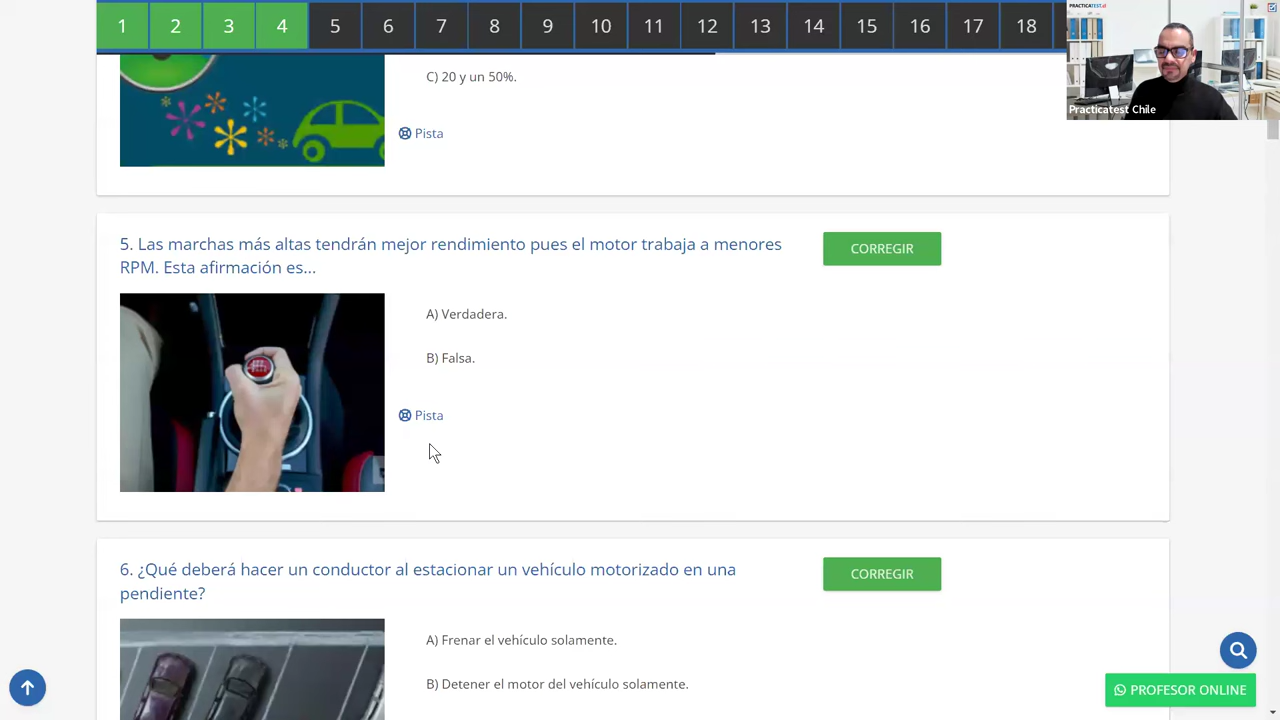 1 2 3 4 5 6 7 8 9 10 11 12 13 14 15 16 17 18
PRACTICATEST.cl
Practicatest Chile
C) 20 y un 50%.
Pista
5. Las marchas más altas tendrán mejor rendimiento pues el motor trabaja a menores
RPM. Esta afirmación es...
CORREGIR
A) Verdadera.
B) Falsa.
Pista
6. ¿Qué deberá hacer un conductor al estacionar un vehículo motorizado en una
pendiente?
CORREGIR
A) Frenar el vehículo solamente.
B) Detener el motor del vehículo solamente.
PROFESOR ONLINE